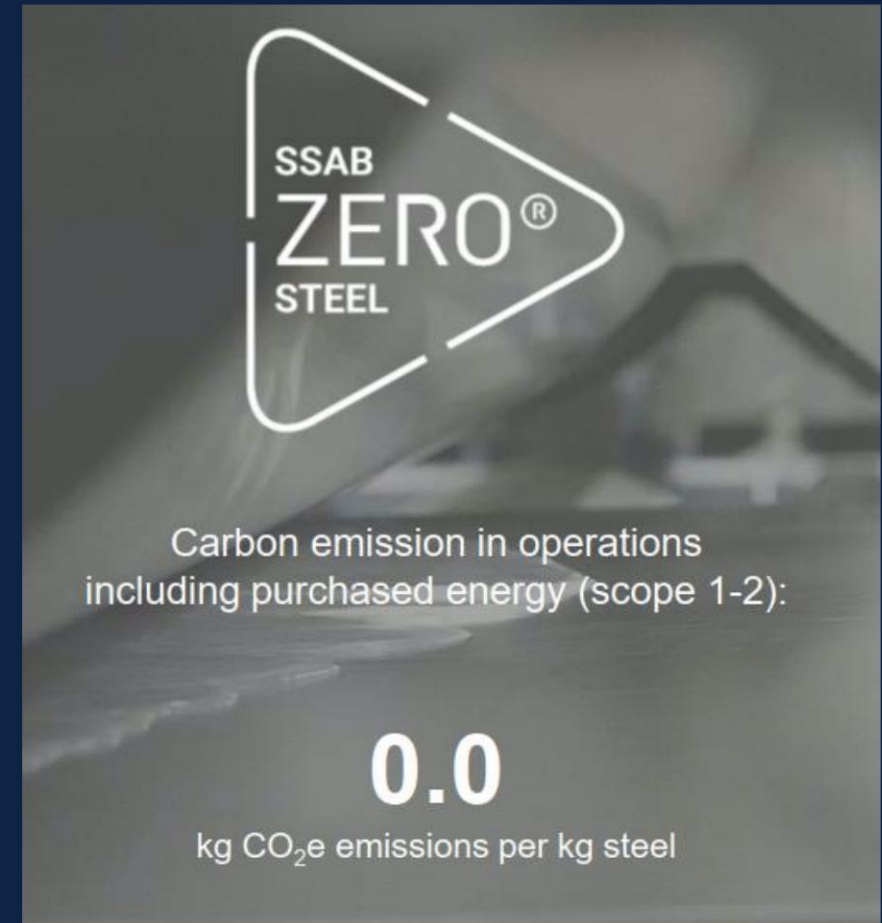 SSAB
ZERO®
STEEL
Carbon emission in operations
including purchased energy (scope 1-2):
0.0
kg CO₂e emissions per kg steel